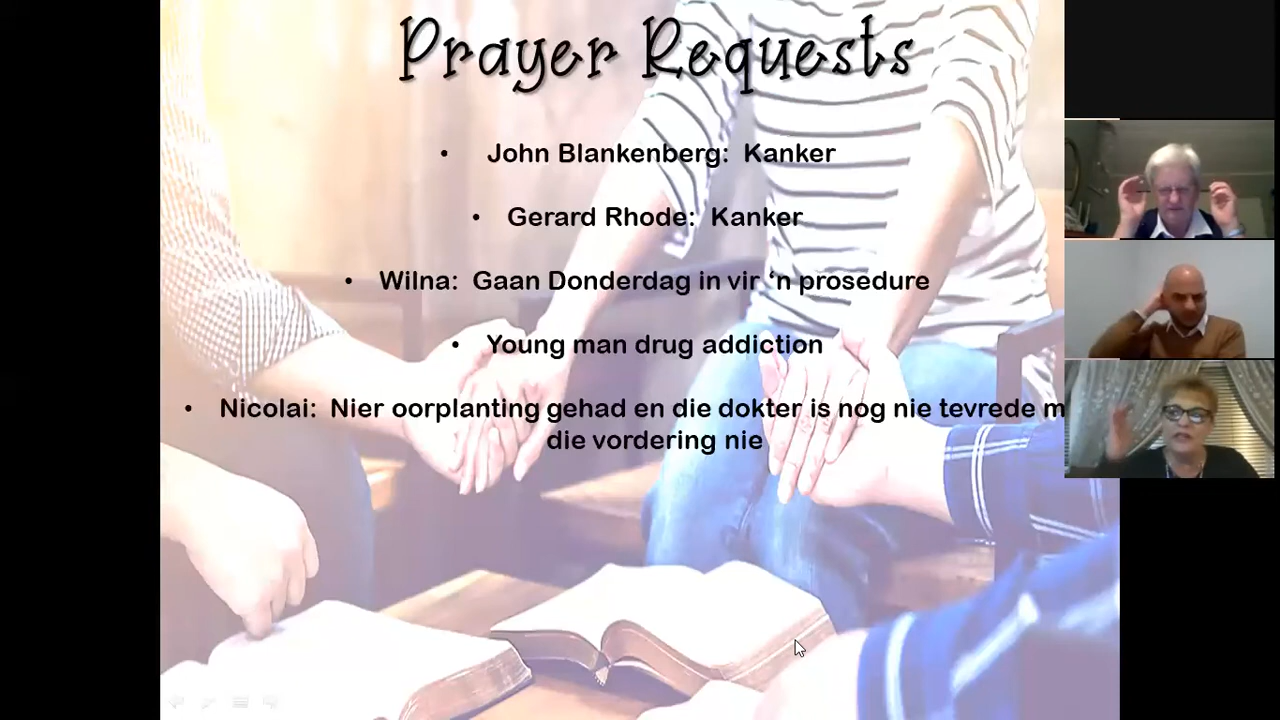 Prayer Requests
• John Blankenberg: Kanker
• Gerard Rhode: Kanker
• Wilna: Gaan Donderdag in vir ‘n prosedure
• Young man drug addiction
• Nicolai: Nier oorplanting gehad en die dokter is nog nie tevrede
die vordering nie